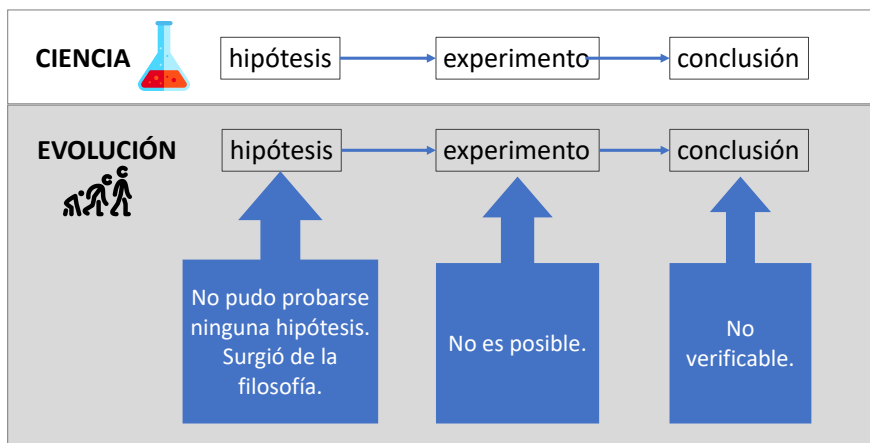 CIENCIA
hipótesis
experimento
conclusión
EVOLUCIÓN
hipótesis
experimento
conclusión
No pudo probarse
ninguna hipótesis.
Surgió de la
filosofía.
No es posible.
No
verificable.